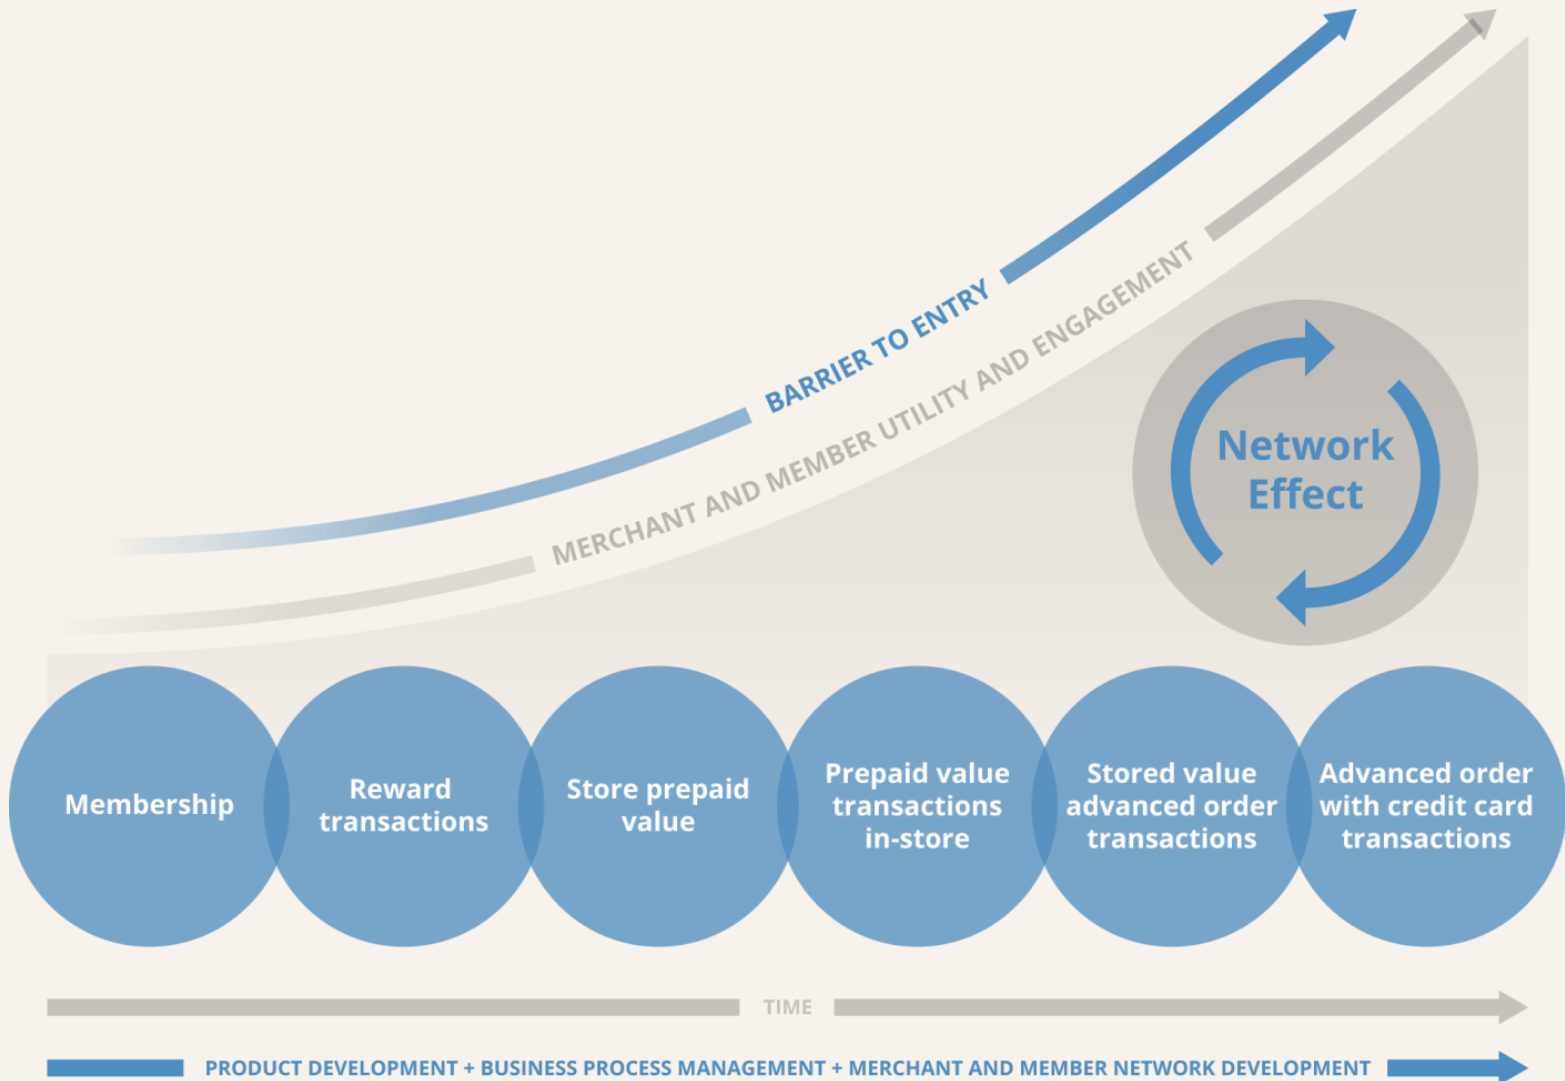 BARRIER TO ENTRY
MERCHANT AND MEMBER UTILITY AND ENGAGEMENT
Network
Effect
Membership
Reward
transactions
Store prepaid
value
Prepaid value
transactions
in-store
Stored value
advanced order
transactions
Advanced order
with credit card
transactions
TIME
PRODUCT DEVELOPMENT + BUSINESS PROCESS MANAGEMENT + MERCHANT AND MEMBER NETWORK DEVELOPMENT